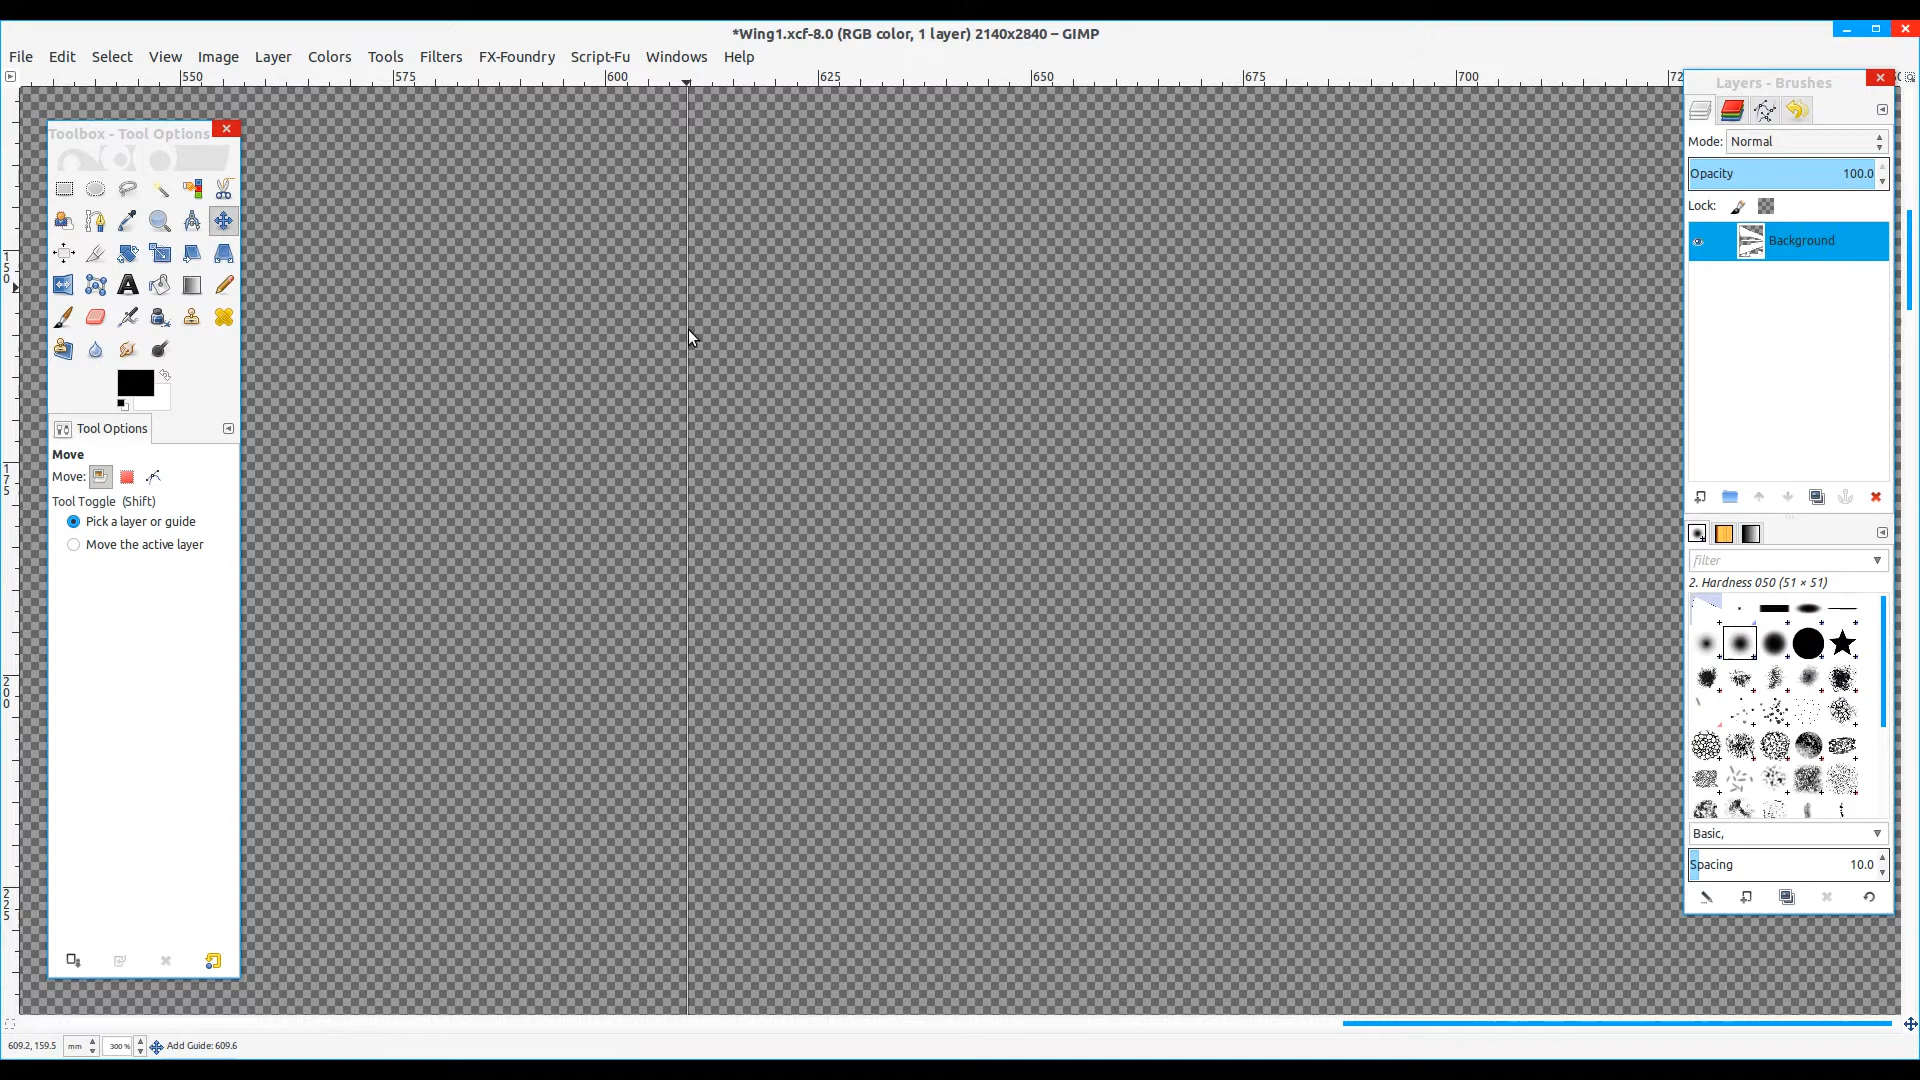 *Wing1.xcf-8.0 (RGB color, 1 layer) 2140x2840 – GIMP
File Edit Select View Image Layer Colors Tools Filters FX-Foundry Script-Fu Windows Help
550 575 600 625 650 675 700
Toolbox - Tool Options
Tool Options
Move
Move:
Tool Toggle (Shift)
Pick a layer or guide
Move the active layer
150
175
200
225
Layers - Brushes
Mode: Normal
Opacity 100.0
Lock:
Background
filter
2. Hardness 050 (51 × 51)
Basic,
Spacing 10.0
609.2, 159.5 mm 300 % Add Guide: 609.6